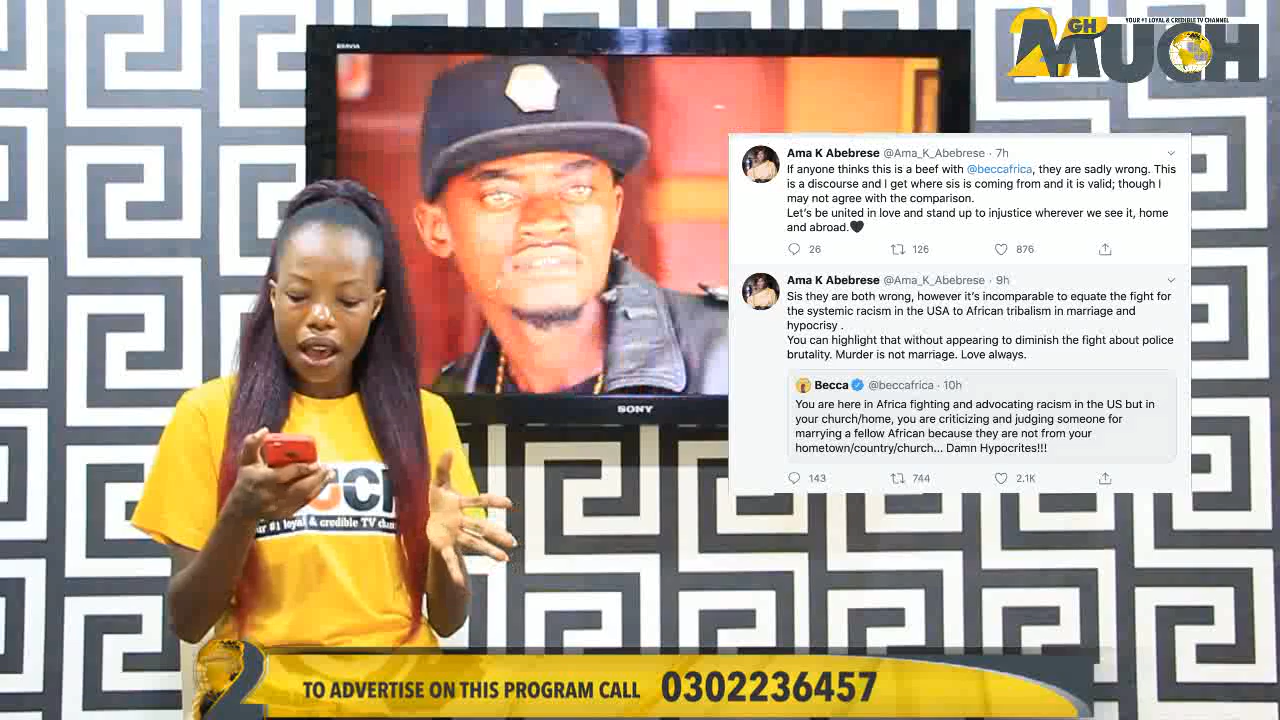 YOUR #1 LOYAL & CREDIBLE TV CHANNEL
2
GH
MUCH
BRAVIA
SONY
Ama K Abebrese @Ama_K_Abebrese · 7h
If anyone thinks this is a beef with @beccafrica, they are sadly wrong. This
is a discourse and I get where sis is coming from and it is valid; though I
may not agree with the comparison.
Let's be united in love and stand up to injustice wherever we see it, home
and abroad.🖤
26 126 876
Ama K Abebrese @Ama_K_Abebrese · 9h
Sis they are both wrong, however it's incomparable to equate the fight for
the systemic racism in the USA to African tribalism in marriage and
hypocrisy .
You can highlight that without appearing to diminish the fight about police
brutality. Murder is not marriage. Love always.
Becca @beccafrica · 10h
You are here in Africa fighting and advocating racism in the US but in
your church/home, you are criticizing and judging someone for
marrying a fellow African because they are not from your
hometown/country/church... Damn Hypocrites!!!
143 744 2.1K
UCH
ur #1 loyal & credible TV chan
2
TO ADVERTISE ON THIS PROGRAM CALL 0302236457